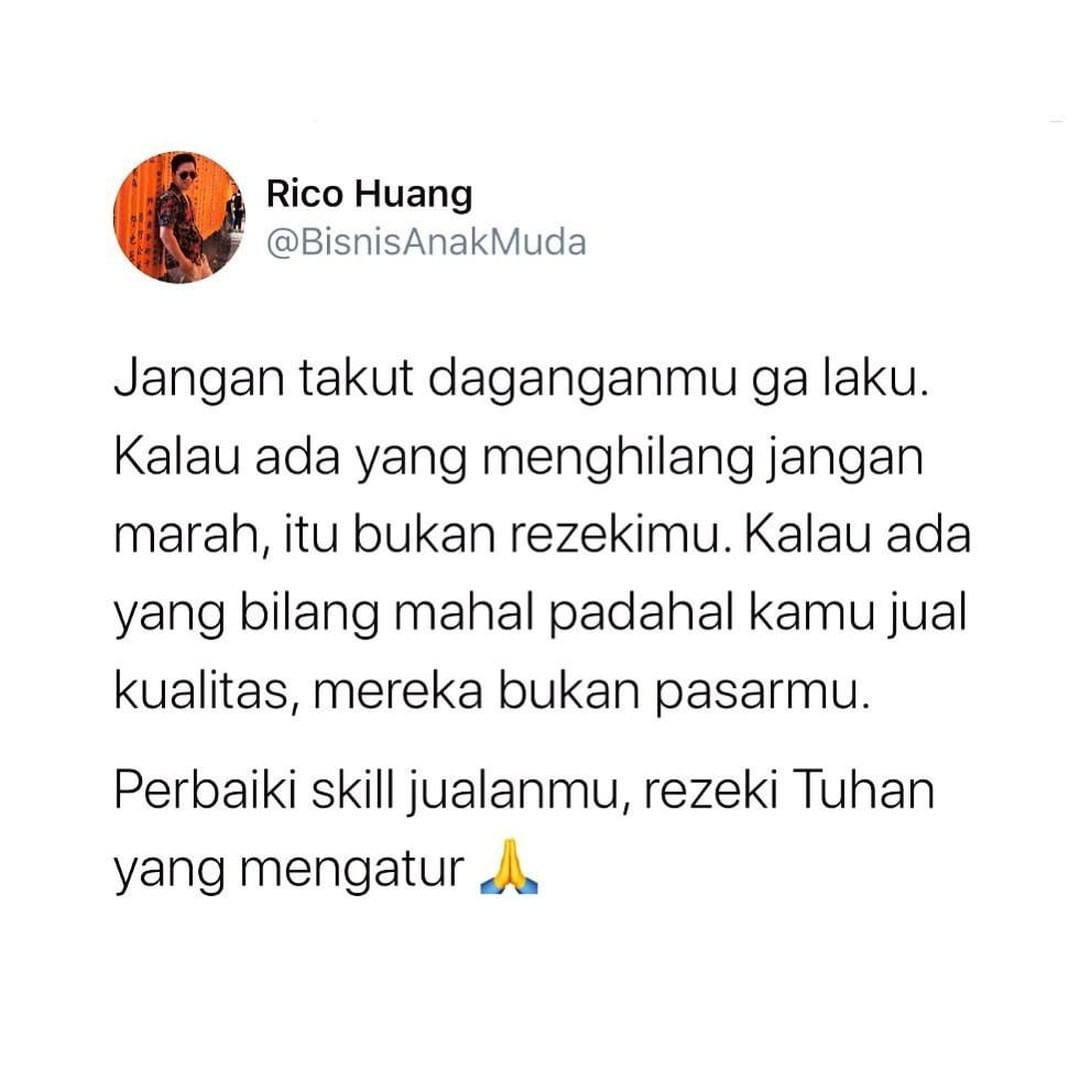 Rico Huang
@BisnisAnakMuda
Jangan takut daganganmu ga laku.
Kalau ada yang menghilang jangan
marah, itu bukan rezekimu. Kalau ada
yang bilang mahal padahal kamu jual
kualitas, mereka bukan pasarmu.
Perbaiki skill jualanmu, rezeki Tuhan
yang mengatur 🙏